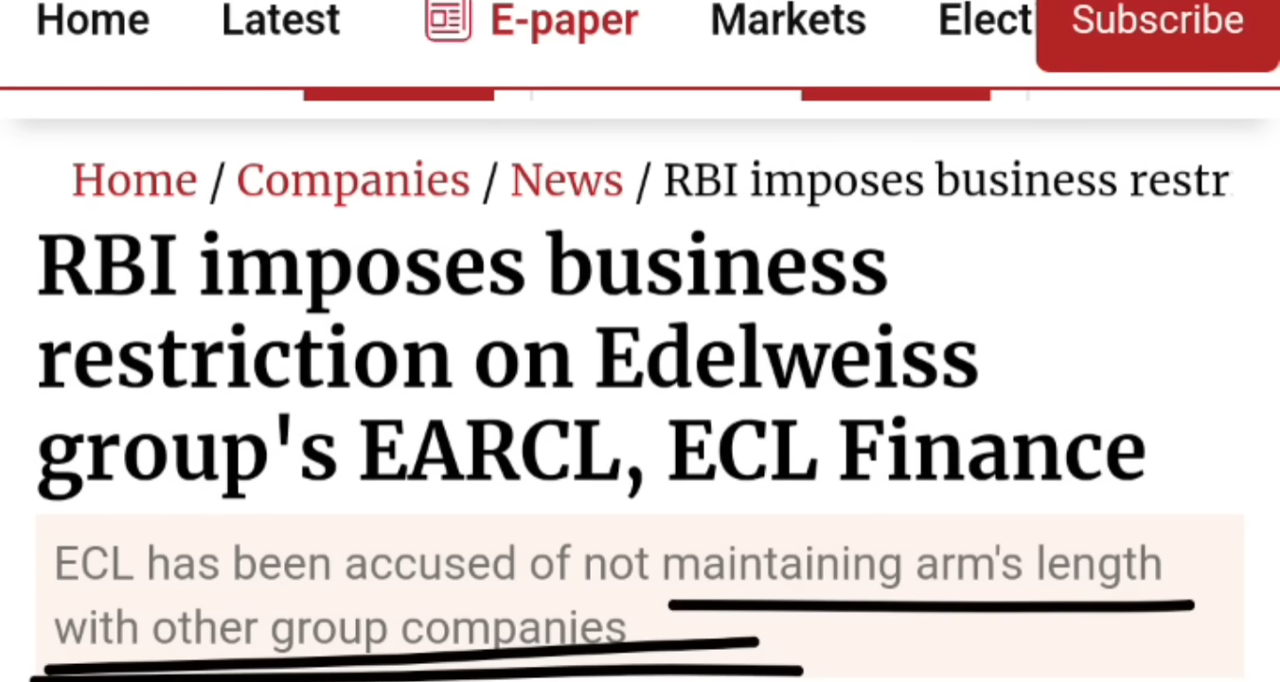 Home Latest E-paper Markets Elect Subscribe
Home / Companies / News / RBI imposes business restr
RBI imposes business
restriction on Edelweiss
group's EARCL, ECL Finance
ECL has been accused of not maintaining arm's length
with other group companies